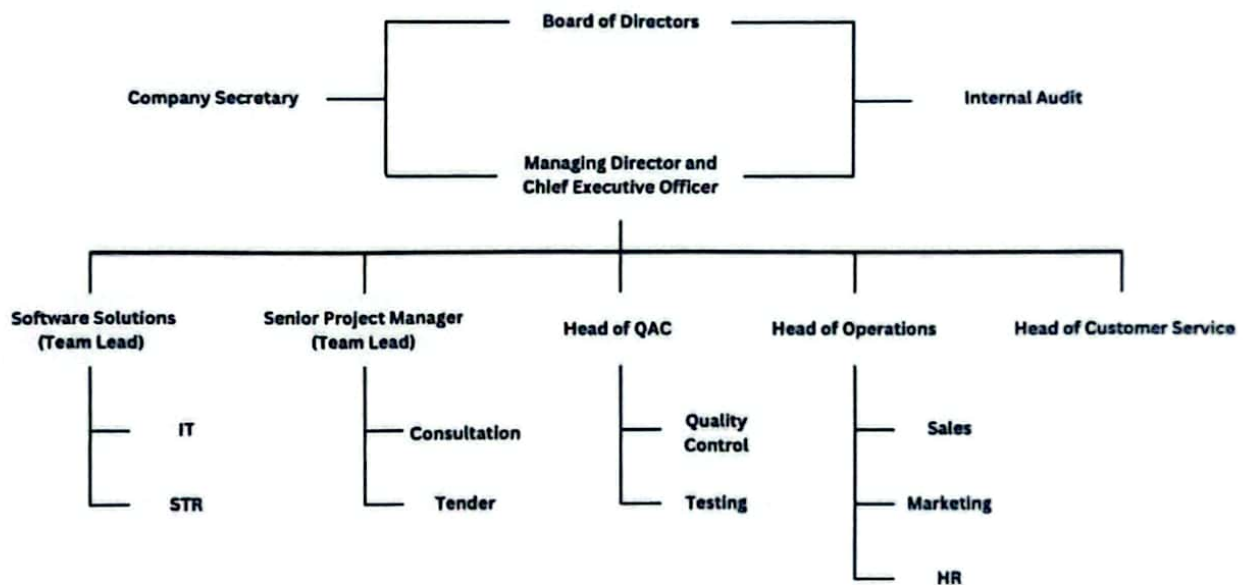 Board of Directors
Company Secretary
Internal Audit
Managing Director and
Chief Executive Officer
Software Solutions
(Team Lead)
Senior Project Manager
(Team Lead)
Head of QAC
Head of Operations
Head of Customer Service
IT
STR
Consultation
Tender
Quality
Control
Testing
Sales
Marketing
HR